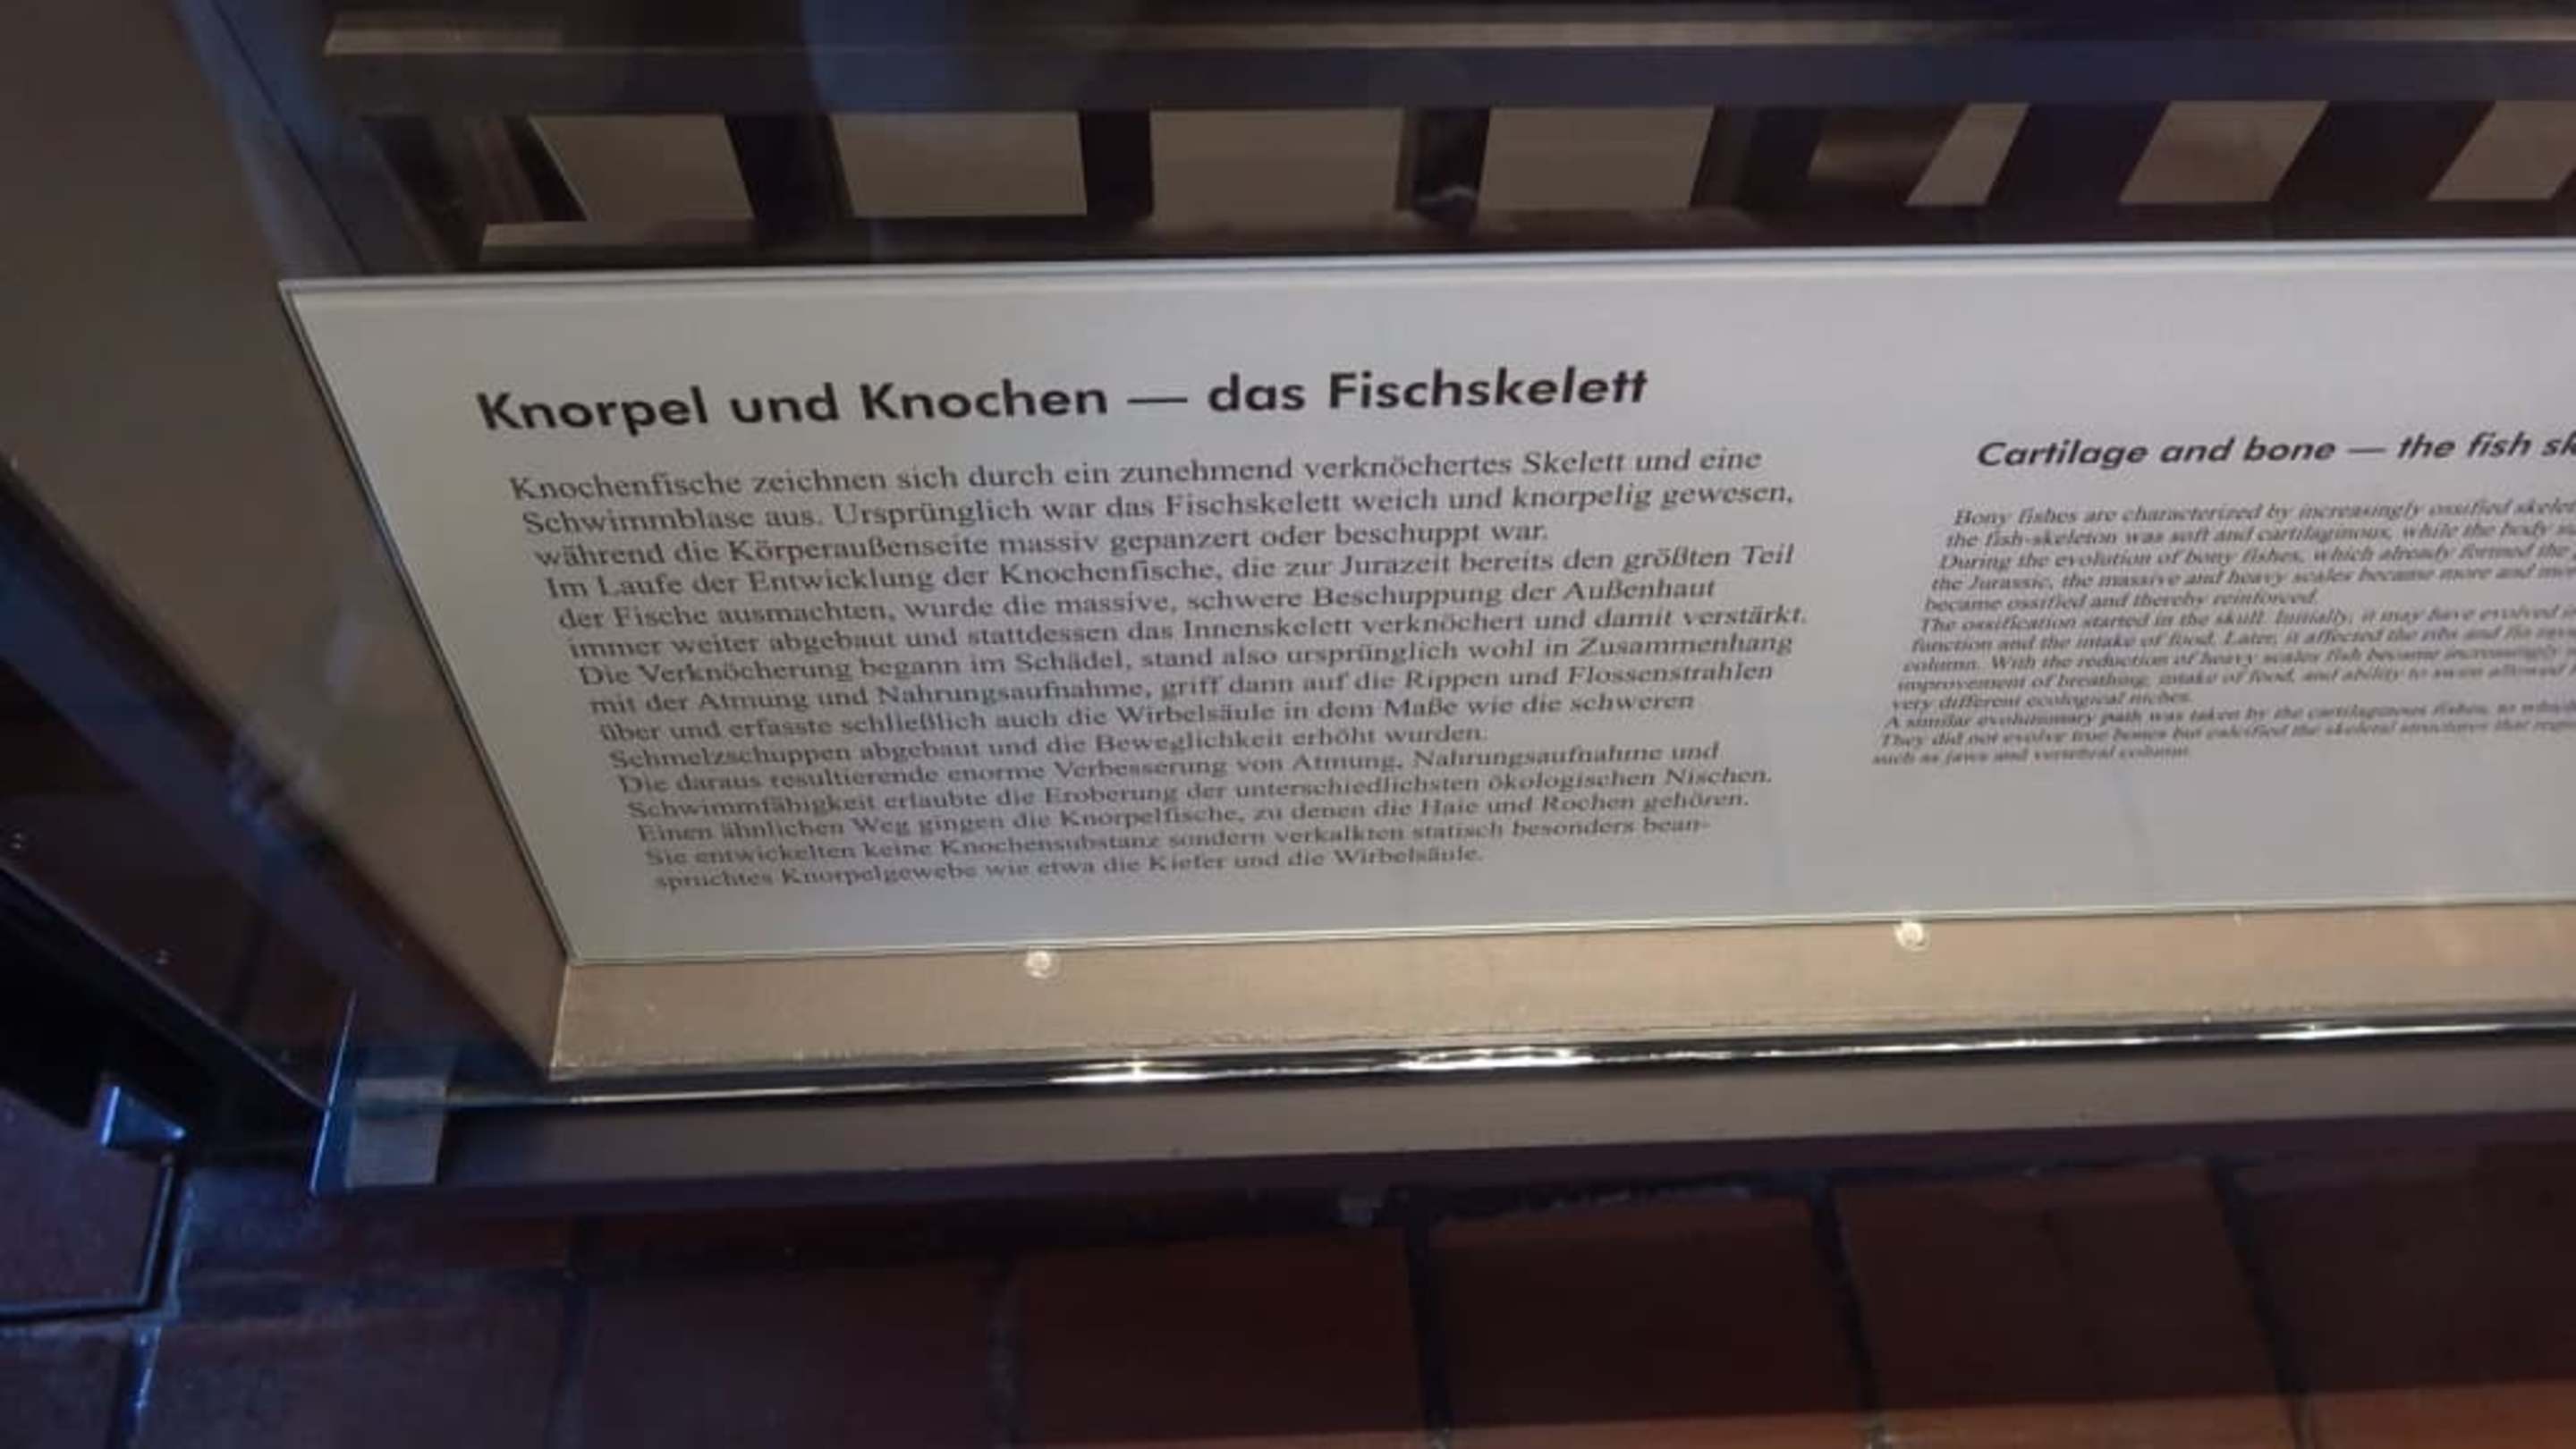 Knorpel und Knochen — das Fischskelett
Knochenfische zeichnen sich durch ein zunehmend verknöchertes Skelett und eine
Schwimmblase aus. Ursprünglich war das Fischskelett weich und knorpelig gewesen,
während die Körperaußenseite massiv gepanzert oder beschuppt war.
Im Laufe der Entwicklung der Knochenfische, die zur Jurazeit bereits den größten Teil
der Fische ausmachten, wurde die massive, schwere Beschuppung der Außenhaut
immer weiter abgebaut und stattdessen das Innenskelett verknöchert und damit verstärkt.
Die Verknöcherung begann im Schädel, stand also ursprünglich wohl in Zusammenhang
mit der Atmung und Nahrungsaufnahme, griff dann auf die Rippen und Flossenstrahlen
über und erfasste schließlich auch die Wirbelsäule in dem Maße wie die schweren
Schmelzschuppen abgebaut und die Beweglichkeit erhöht wurden.
Die daraus resultierende enorme Verbesserung von Atmung, Nahrungsaufnahme und
Schwimmfähigkeit erlaubte die Eroberung der unterschiedlichsten ökologischen Nischen.
Einen ähnlichen Weg gingen die Knorpelfische, zu denen die Haie und Rochen gehören.
Sie entwickelten keine Knochensubstanz sondern verkalkten statisch besonders bean-
spruchtes Knorpelgewebe wie etwa die Kiefer und die Wirbelsäule.
Cartilage and bone — the fish sk
Bony fishes are characterized by increasingly ossified skelet
the fish-skeleton was soft and cartilaginous, while the body
During the evolution of bony fishes, which already formed the
the Jurassic, the massive and heavy scales became more and mor
became ossified and thereby reinforced.
The ossification started in the skull. Initially, it may have evolved
function and the intake of food. Later, it affected the ribs and fin
column. With the reduction of heavy scales fish became increasingly
improvement of breathing, intake of food, and ability to swim allowed
very different ecological niches.
A similar evolutionary path was taken by the cartilaginous fishes, to
They did not evolve true bones but calcified the skeletal structures that
such as jaws and vertebral column.